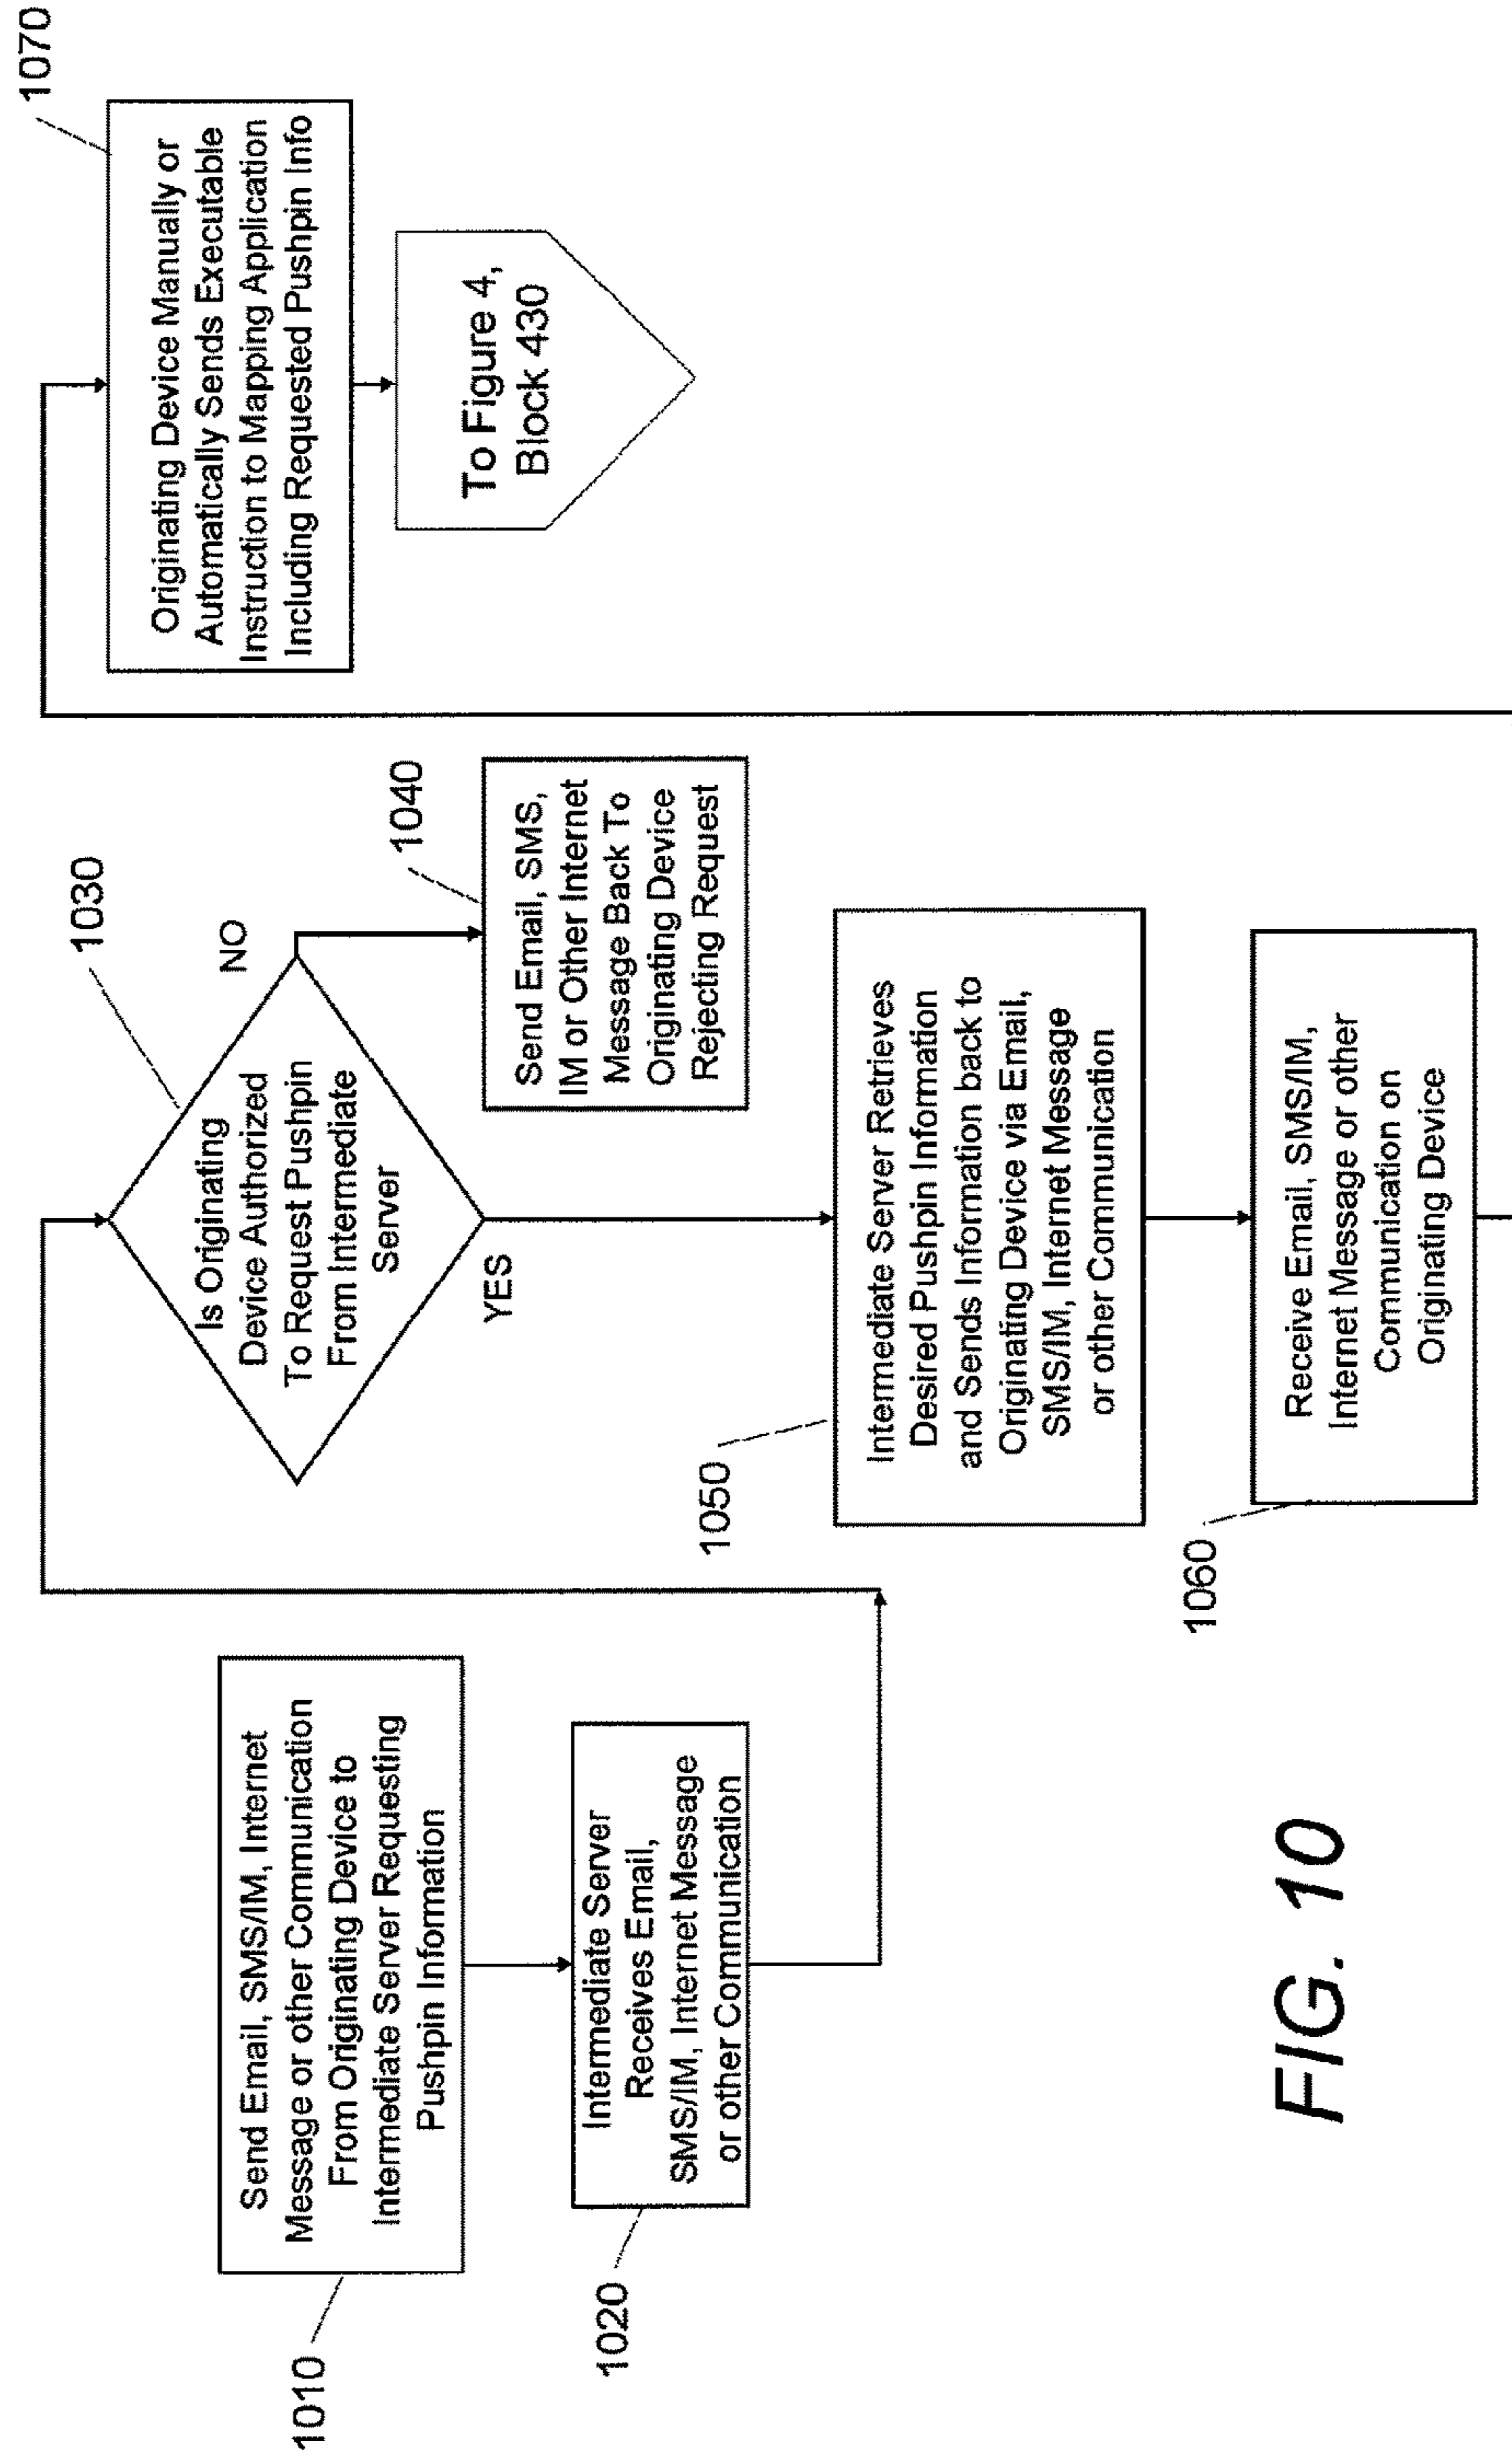 1010
Send Email, SMS/IM, Internet
Message or other Communication
From Originating Device to
Intermediate Server Requesting
Pushpin Information
1020
Intermediate Server
Receives Email,
SMS/IM, Internet Message
or other Communication
1030
Is Originating
Device Authorized
To Request Pushpin
From Intermediate
Server
NO
YES
1040
Send Email, SMS,
IM or Other Internet
Message Back To
Originating Device
Rejecting Request
1050
Intermediate Server Retrieves
Desired Pushpin Information
and Sends Information back to
Originating Device via Email,
SMS/IM, Internet Message
or other Communication
1060
Receive Email, SMS/IM,
Internet Message or other
Communication on
Originating Device
1070
Originating Device Manually or
Automatically Sends Executable
Instruction to Mapping Application
Including Requested Pushpin Info
To Figure 4,
Block 430
FIG. 10